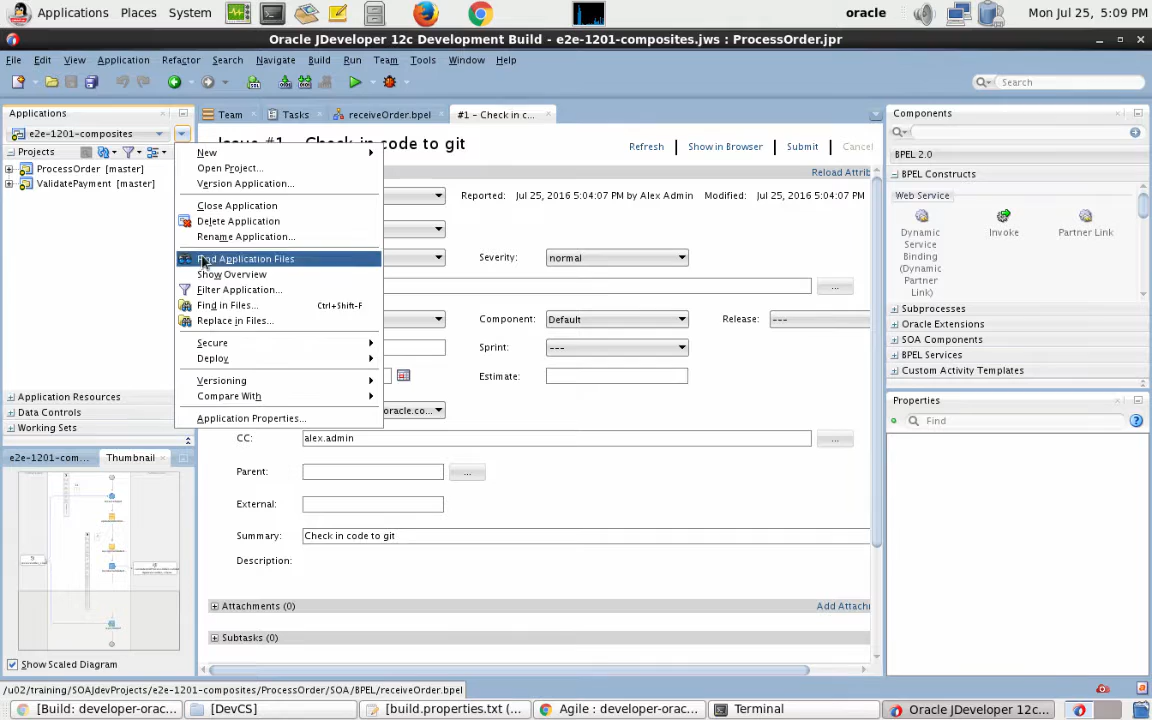 Applications Places System oracle Mon Jul 25, 5:09 PM
Oracle JDeveloper 12c Development Build - e2e-1201-composites.jws : ProcessOrder.jpr
File Edit View Application Refactor Search Navigate Build Run Team Tools Window Help
Search
Applications
Team Tasks receiveOrder.bpel #1 - Check in c...
Components
e2e-1201-composites
Projects
ProcessOrder [master]
ValidatePayment [master]
Application Resources
Data Controls
Working Sets
New
Open Project...
Version Application...
Close Application
Delete Application
Rename Application...
Find Application Files
Show Overview
Filter Application...
Find in Files... Ctrl+Shift-F
Replace in Files...
Secure
Deploy
Versioning
Compare With
Application Properties...
Check in code to git
Refresh Show in Browser Submit Cancel
Reload Attrib
Reported: Jul 25, 2016 5:04:07 PM by Alex Admin Modified: Jul 25, 2016 5:04:07 PM
Severity: normal
...
Component: Default Release: ---
Sprint: ---
Estimate:
oracle.co...
CC: alex.admin ...
Parent: ...
External:
Summary: Check in code to git
Description:
Attachments (0) Add Attach
Subtasks (0)
BPEL 2.0
BPEL Constructs
Web Service
Dynamic Service Binding (Dynamic Partner Link)
Invoke
Partner Link
Subprocesses
Oracle Extensions
SOA Components
BPEL Services
Custom Activity Templates
Properties
Find
e2e-1201-com... Thumbnail
Show Scaled Diagram
/u02/training/SOAJdevProjects/e2e-1201-composites/ProcessOrder/SOA/BPEL/receiveOrder.bpel
[Build: developer-orac... [DevCS] [build.properties.txt (... Agile : developer-orac... Terminal Oracle JDeveloper 12c...